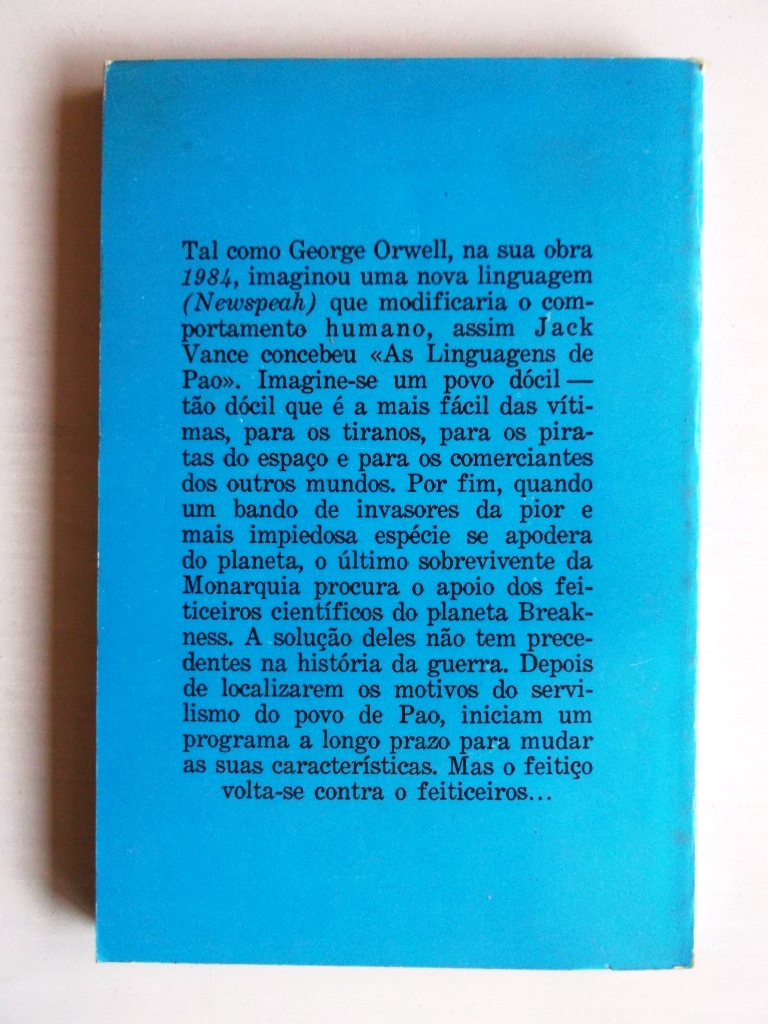 Tal como George Orwell, na sua obra
1984, imaginou uma nova linguagem
(Newspeah) que modificaria o com-
portamento humano, assim Jack
Vance concebeu «As Linguagens de
Pao». Imagine-se um povo dócil —
tão dócil que é a mais fácil das víti-
mas, para os tiranos, para os pira-
tas do espaço e para os comerciantes
dos outros mundos. Por fim, quando
um bando de invasores da pior e
mais impiedosa espécie se apodera
do planeta, o último sobrevivente da
Monarquia procura o apoio dos fei-
ticeiros científicos do planeta Break-
ness. A solução deles não tem prece-
dentes na história da guerra. Depois
de localizarem os motivos do servi-
lismo do povo de Pao, iniciam um
programa a longo prazo para mudar
as suas características. Mas o feitiço
volta-se contra o feiticeiros...